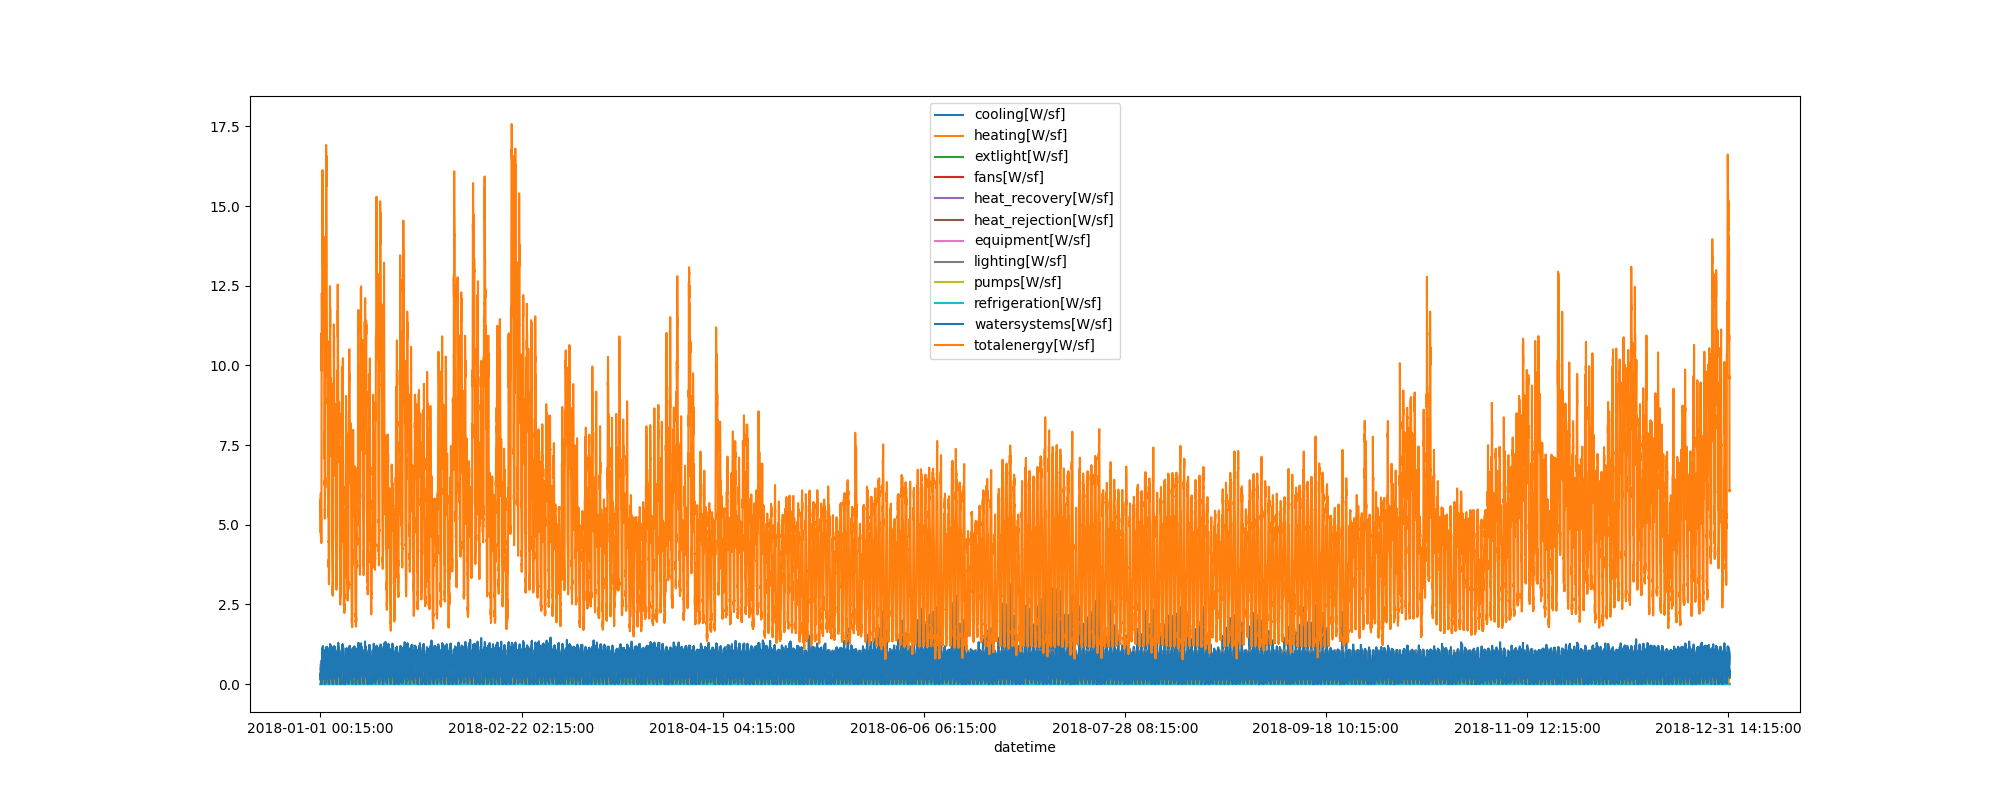 17.5
15.0
12.5
10.0
7.5
5.0
2.5
0.0
cooling[W/sf]
heating[W/sf]
extlight[W/sf]
fans[W/sf]
heat_recovery[W/sf]
heat_rejection[W/sf]
equipment[W/sf]
lighting[W/sf]
pumps[W/sf]
refrigeration[W/sf]
watersystems[W/sf]
totalenergy[W/sf]
2018-01-01 00:15:00 2018-02-22 02:15:00 2018-04-15 04:15:00 2018-06-06 06:15:00 2018-07-28 08:15:00 2018-09-18 10:15:00 2018-11-09 12:15:00 2018-12-31 14:15:00
datetime